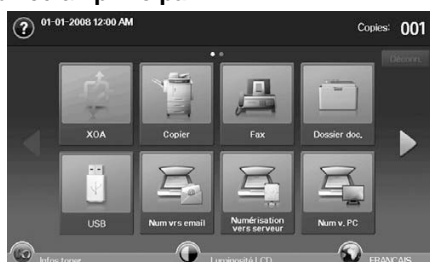 01-01-2008 12:00 AM
Copies: 001
XOA
Copier
Fax
Dossier doc.
USB
Num vrs email
Numérisation
vers serveur
Num v. PC
Infos toner
Luminosité LCD
FRANÇAIS